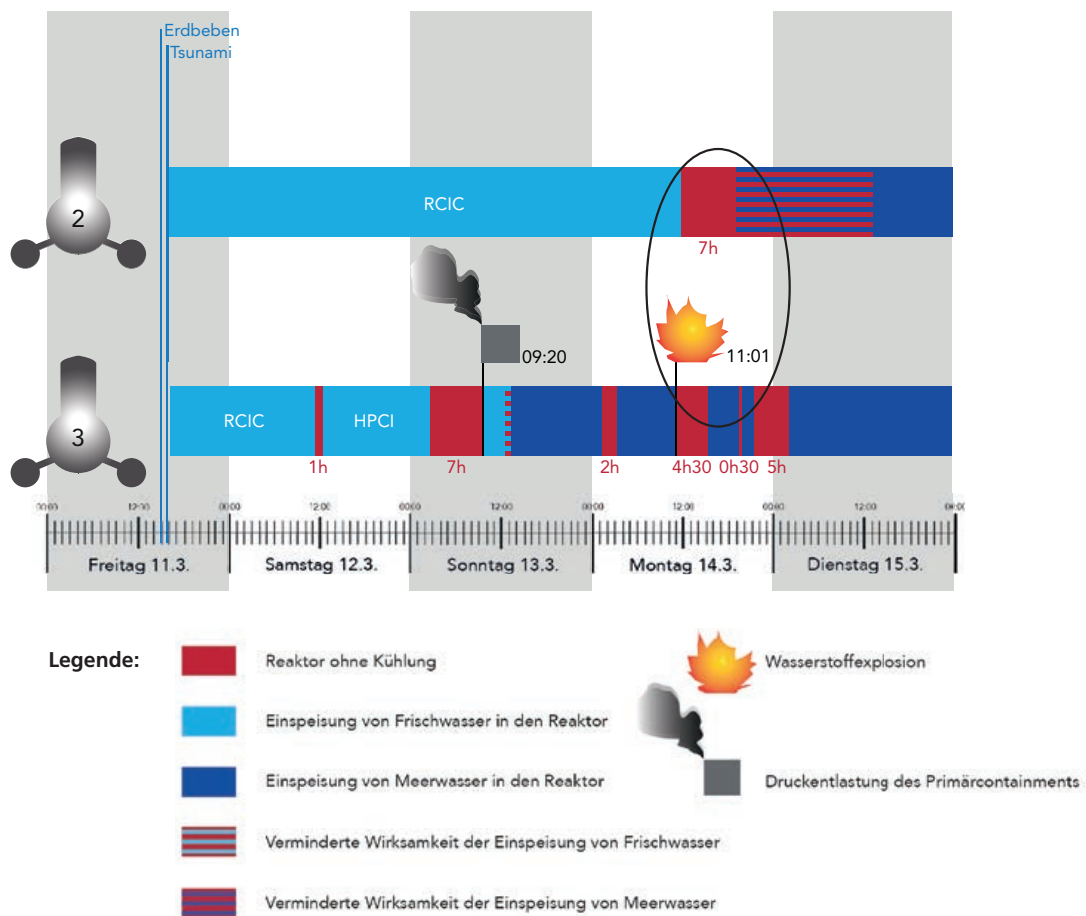 Erdbeben
Tsunami
2
RCIC
7h
09:20
11:01
3
RCIC
HPCI
1h
7h
2h
4h30
0h30
5h
00:00 12:00 00:00 12:00 00:00 12:00 00:00 12:00 00:00 12:00
Freitag 11.3. Samstag 12.3. Sonntag 13.3. Montag 14.3. Dienstag 15.3.
Legende:
Reaktor ohne Kühlung
Wasserstoffexplosion
Einspeisung von Frischwasser in den Reaktor
Einspeisung von Meerwasser in den Reaktor
Druckentlastung des Primärcontainments
Verminderte Wirksamkeit der Einspeisung von Frischwasser
Verminderte Wirksamkeit der Einspeisung von Meerwasser